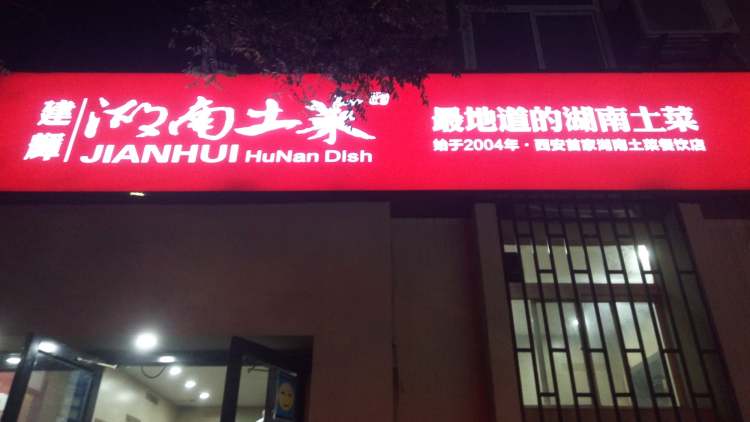 建輝
湖南土菜
JIANHUI HuNan Dish
最地道的湖南土菜
始于2004年·西安首家湖南土菜餐饮店